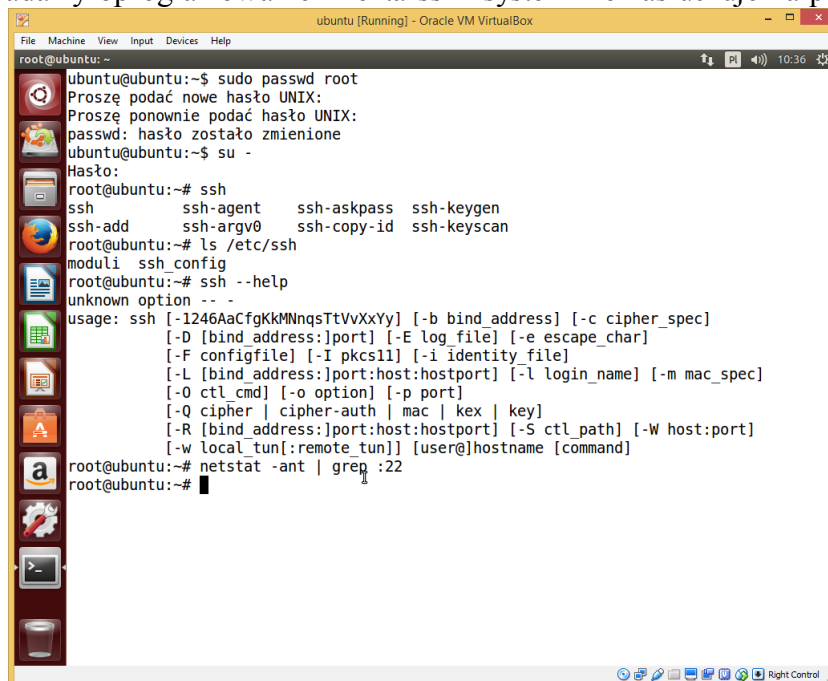 ubuntu [Running] - Oracle VM VirtualBox
File Machine View Input Devices Help
root@ubuntu: ~ Pl 10:36
ubuntu@ubuntu:~$ sudo passwd root
Proszę podać nowe hasło UNIX:
Proszę ponownie podać hasło UNIX:
passwd: hasło zostało zmienione
ubuntu@ubuntu:~$ su -
Hasło:
root@ubuntu:~# ssh
ssh ssh-agent ssh-askpass ssh-keygen
ssh-add ssh-argv0 ssh-copy-id ssh-keyscan
root@ubuntu:~# ls /etc/ssh
moduli ssh_config
root@ubuntu:~# ssh --help
unknown option -- -
usage: ssh [-1246AaCfgKkMNnqsTtVvXxYy] [-b bind_address] [-c cipher_spec]
[-D [bind_address:]port] [-E log_file] [-e escape_char]
[-F configfile] [-I pkcs11] [-i identity_file]
[-L [bind_address:]port:host:hostport] [-l login_name] [-m mac_spec]
[-O ctl_cmd] [-o option] [-p port]
[-Q cipher | cipher-auth | mac | kex | key]
[-R [bind_address:]port:host:hostport] [-S ctl_path] [-W host:port]
[-w local_tun[:remote_tun]] [user@]hostname [command]
root@ubuntu:~# netstat -ant | grep :22
root@ubuntu:~#
Right Control